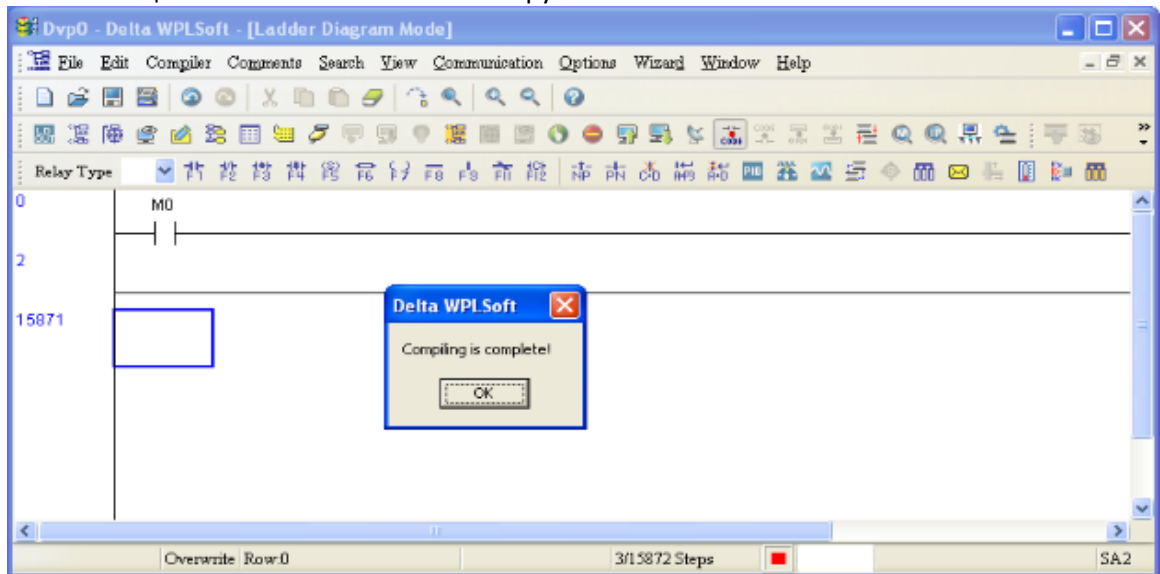 Dvp0 - Delta WPLSoft - [Ladder Diagram Mode]
File Edit Compiler Comments Search View Communication Options Wizard Window Help
Relay Type
0
M0
2
Delta WPLSoft
15871
Compiling is complete!
OK
Overwrite Row:0 3/15872 Steps SA2